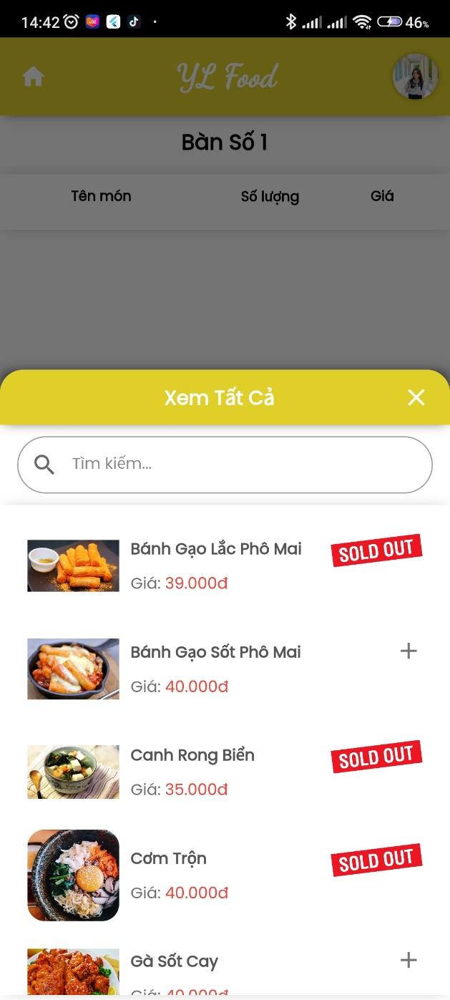 14:42
46%
YL Food
Bàn Số 1
Tên món Số lượng Giá
Xem Tất Cả
Tìm kiếm...
Bánh Gạo Lắc Phô Mai
SOLD OUT
Giá: 39.000đ
Bánh Gạo Sốt Phô Mai
Giá: 40.000đ
Canh Rong Biển
SOLD OUT
Giá: 35.000đ
Cơm Trộn
SOLD OUT
Giá: 40.000đ
Gà Sốt Cay
Giá: 40.000đ